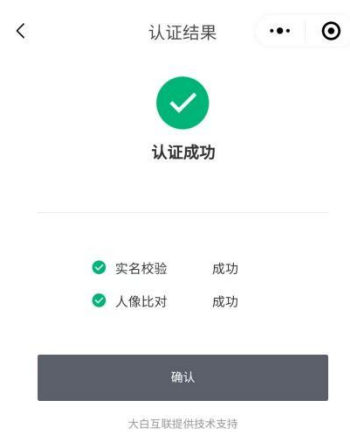 认证结果
认证成功
实名校验 成功
人像比对 成功
确认
大白互联提供技术支持